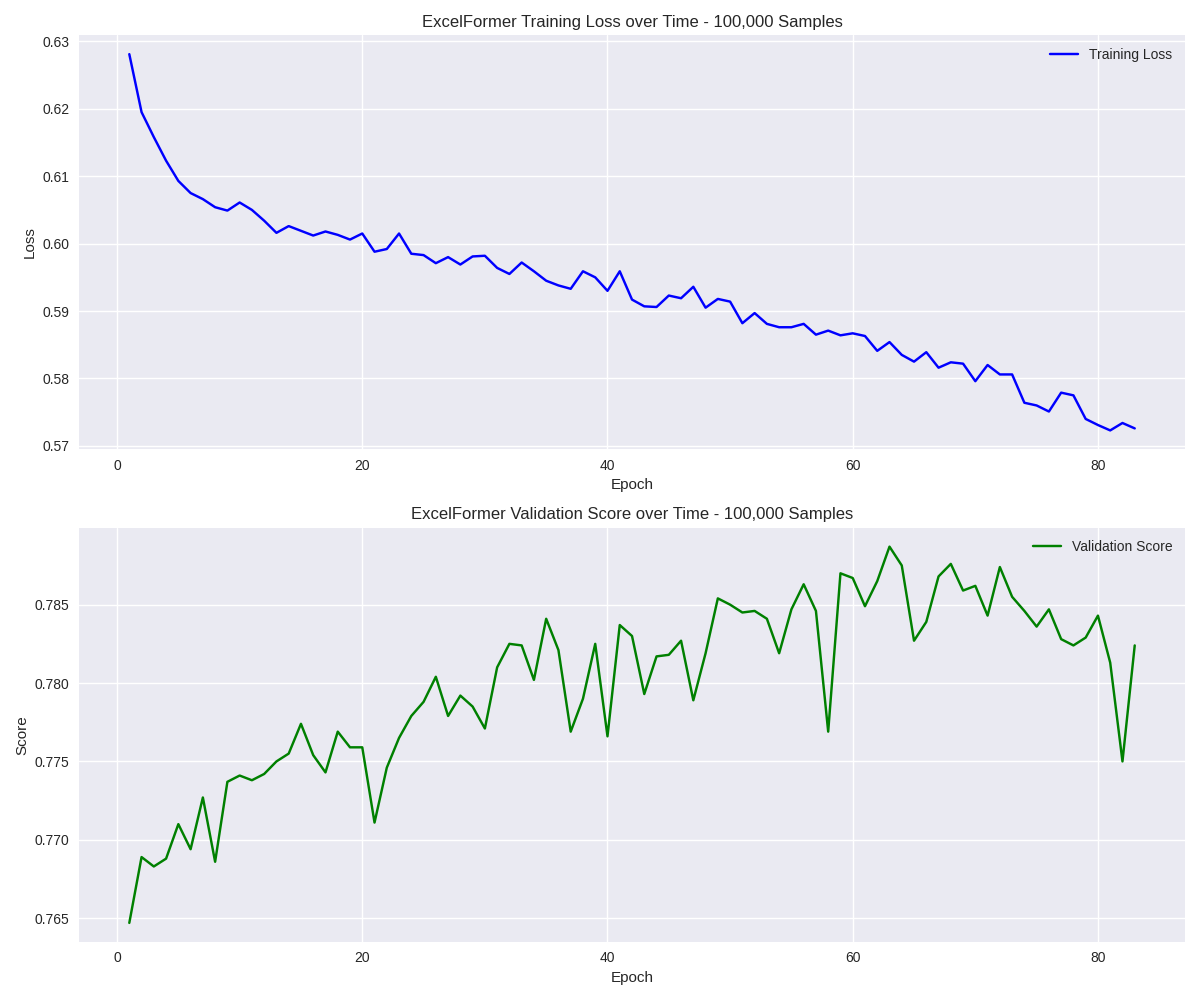 ExcelFormer Training Loss over Time - 100,000 Samples
Training Loss
0.63
0.62
0.61
0.60
0.59
0.58
0.57
Loss
0 20 40 60 80
Epoch
ExcelFormer Validation Score over Time - 100,000 Samples
Validation Score
0.785
0.780
0.775
0.770
0.765
Score
0 20 40 60 80
Epoch